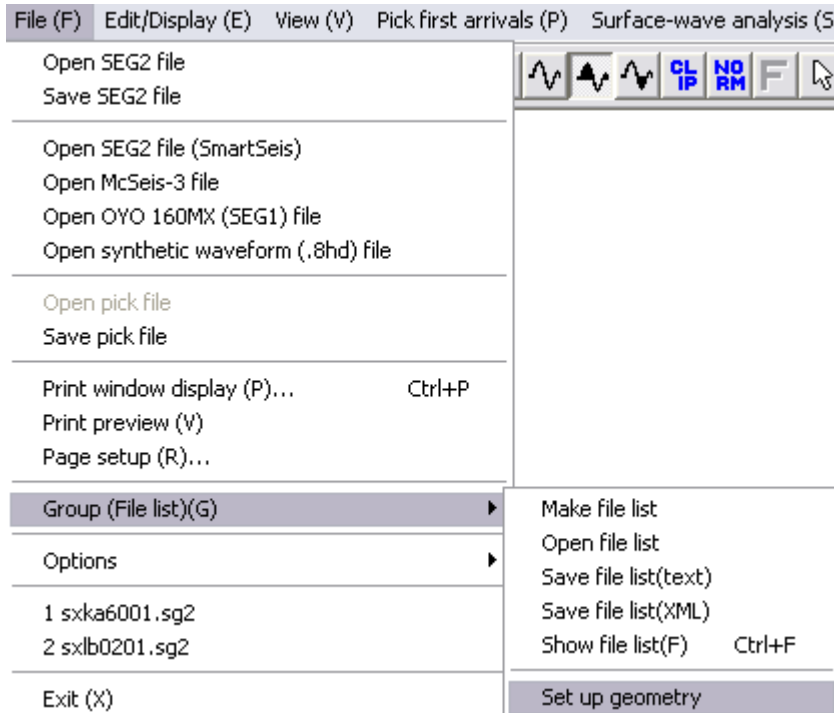 File (F) Edit/Display (E) View (V) Pick first arrivals (P) Surface-wave analysis (S
Open SEG2 file
Save SEG2 file
CL IP NO RM F
Open SEG2 file (SmartSeis)
Open McSeis-3 file
Open OYO 160MX (SEG1) file
Open synthetic waveform (.8hd) file
Open pick file
Save pick file
Print window display (P)... Ctrl+P
Print preview (V)
Page setup (R)...
Group (File list)(G)
Options
1 sxka6001.sg2
2 sxlb0201.sg2
Exit (X)
Make file list
Open file list
Save file list(text)
Save file list(XML)
Show file list(F) Ctrl+F
Set up geometry